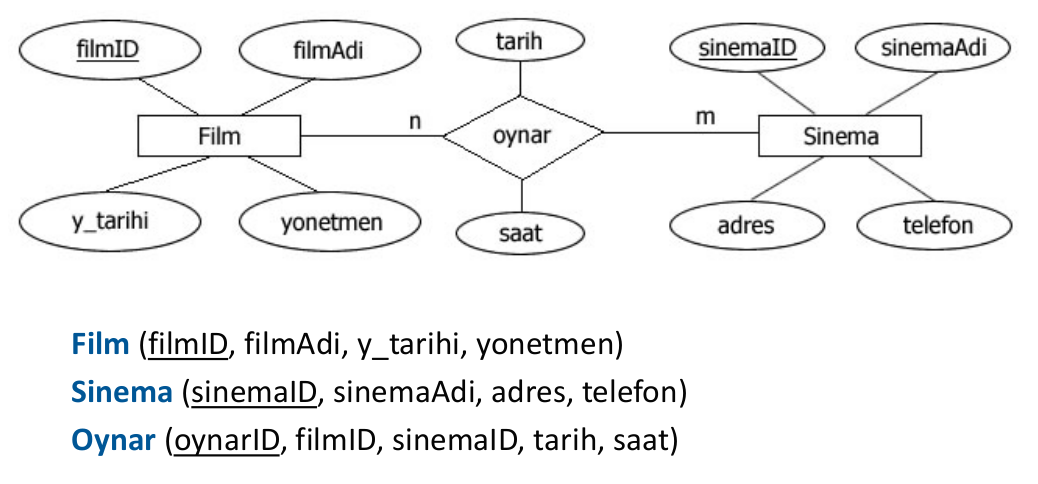 filmID
filmAdi
tarih
sinemaID
sinemaAdi
Film
n
oynar
m
Sinema
y_tarihi
yonetmen
saat
adres
telefon
Film (filmID, filmAdi, y_tarihi, yonetmen)
Sinema (sinemaID, sinemaAdi, adres, telefon)
Oynar (oynarID, filmID, sinemaID, tarih, saat)